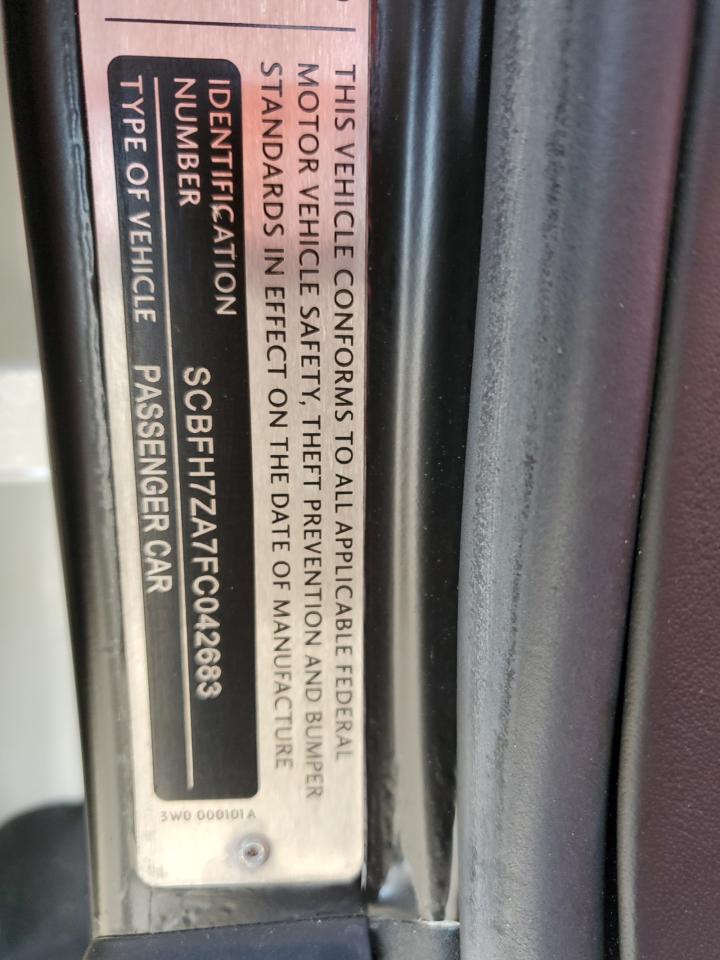 THIS VEHICLE CONFORMS TO ALL APPLICABLE FEDERAL
MOTOR VEHICLE SAFETY, THEFT PREVENTION AND BUMPER
STANDARDS IN EFFECT ON THE DATE OF MANUFACTURE
IDENTIFICATION
NUMBER SCBFH7ZA7FC042683
TYPE OF VEHICLE PASSENGER CAR
3W0 000101 A